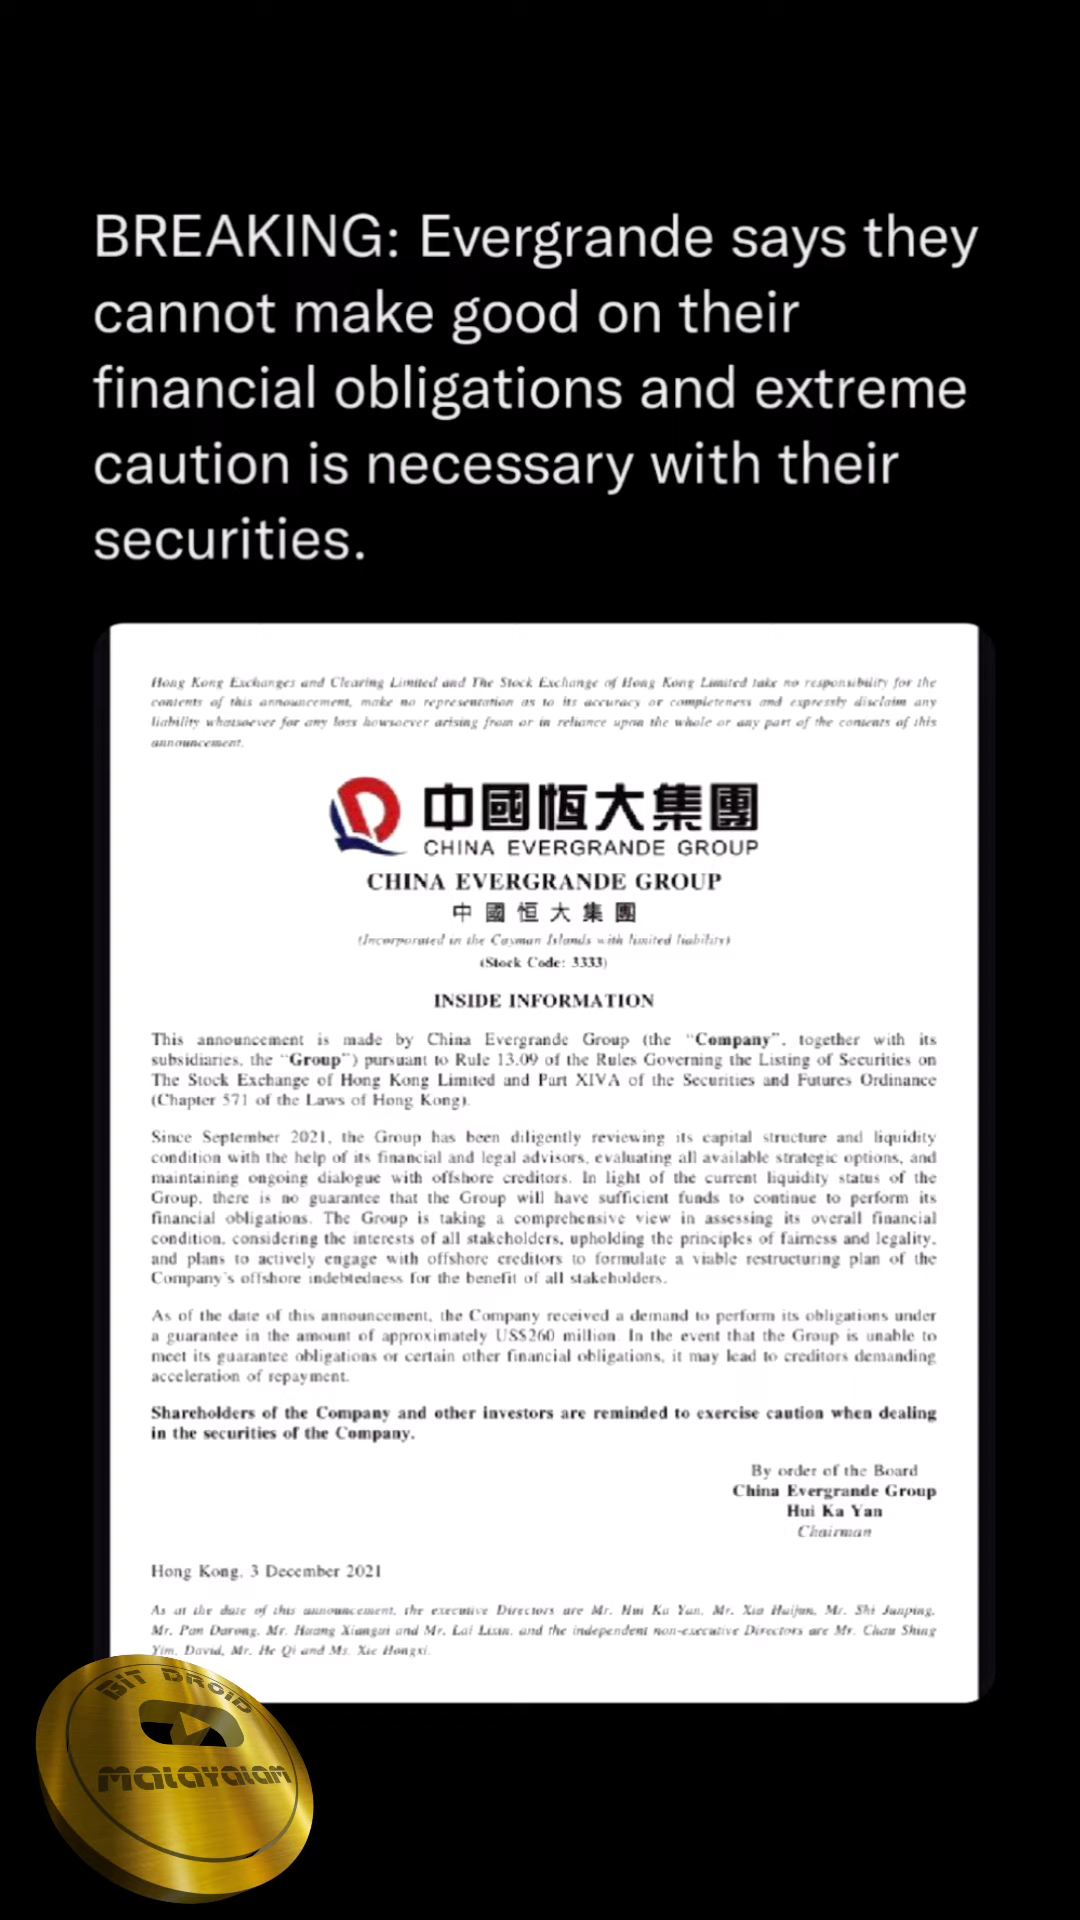 BREAKING: Evergrande says they
cannot make good on their
financial obligations and extreme
caution is necessary with their
securities.
Hong Kong Exchanges and Clearing Limited and The Stock Exchange of Hong Kong Limited take no responsibility for the
contents of this announcement, make no representation as to its accuracy or completeness and expressly disclaim any
liability whatsoever for any loss howsoever arising from or in reliance upon the whole or any part of the contents of this
announcement.
中國恆大集團
CHINA EVERGRANDE GROUP
CHINA EVERGRANDE GROUP
中國恒大集團
(Incorporated in the Cayman Islands with limited liability)
(Stock Code: 3333)
INSIDE INFORMATION
This announcement is made by China Evergrande Group (the “Company”, together with its
subsidiaries, the “Group”) pursuant to Rule 13.09 of the Rules Governing the Listing of Securities on
The Stock Exchange of Hong Kong Limited and Part XIVA of the Securities and Futures Ordinance
(Chapter 571 of the Laws of Hong Kong).
Since September 2021, the Group has been diligently reviewing its capital structure and liquidity
condition with the help of its financial and legal advisors, evaluating all available strategic options, and
maintaining ongoing dialogue with offshore creditors. In light of the current liquidity status of the
Group, there is no guarantee that the Group will have sufficient funds to continue to perform its
financial obligations. The Group is taking a comprehensive view in assessing its overall financial
condition, considering the interests of all stakeholders, upholding the principles of fairness and legality,
and plans to actively engage with offshore creditors to formulate a viable restructuring plan of the
Company's offshore indebtedness for the benefit of all stakeholders.
As of the date of this announcement, the Company received a demand to perform its obligations under
a guarantee in the amount of approximately US$260 million. In the event that the Group is unable to
meet its guarantee obligations or certain other financial obligations, it may lead to creditors demanding
acceleration of repayment.
Shareholders of the Company and other investors are reminded to exercise caution when dealing
in the securities of the Company.
By order of the Board
China Evergrande Group
Hui Ka Yan
Chairman
Hong Kong, 3 December 2021
As at the date of this announcement, the executive Directors are Mr. Hui Ka Yan, Mr. Xia Haijun, Mr. Shi Junping,
Mr. Pan Darong, Mr. Huang Xiangui and Mr. Lai Lixin, and the independent non-executive Directors are Mr. Chau Shing
Yim, David, Mr. He Qi and Ms. Xie Hongxi.
BIT DROID
MALAYALAM